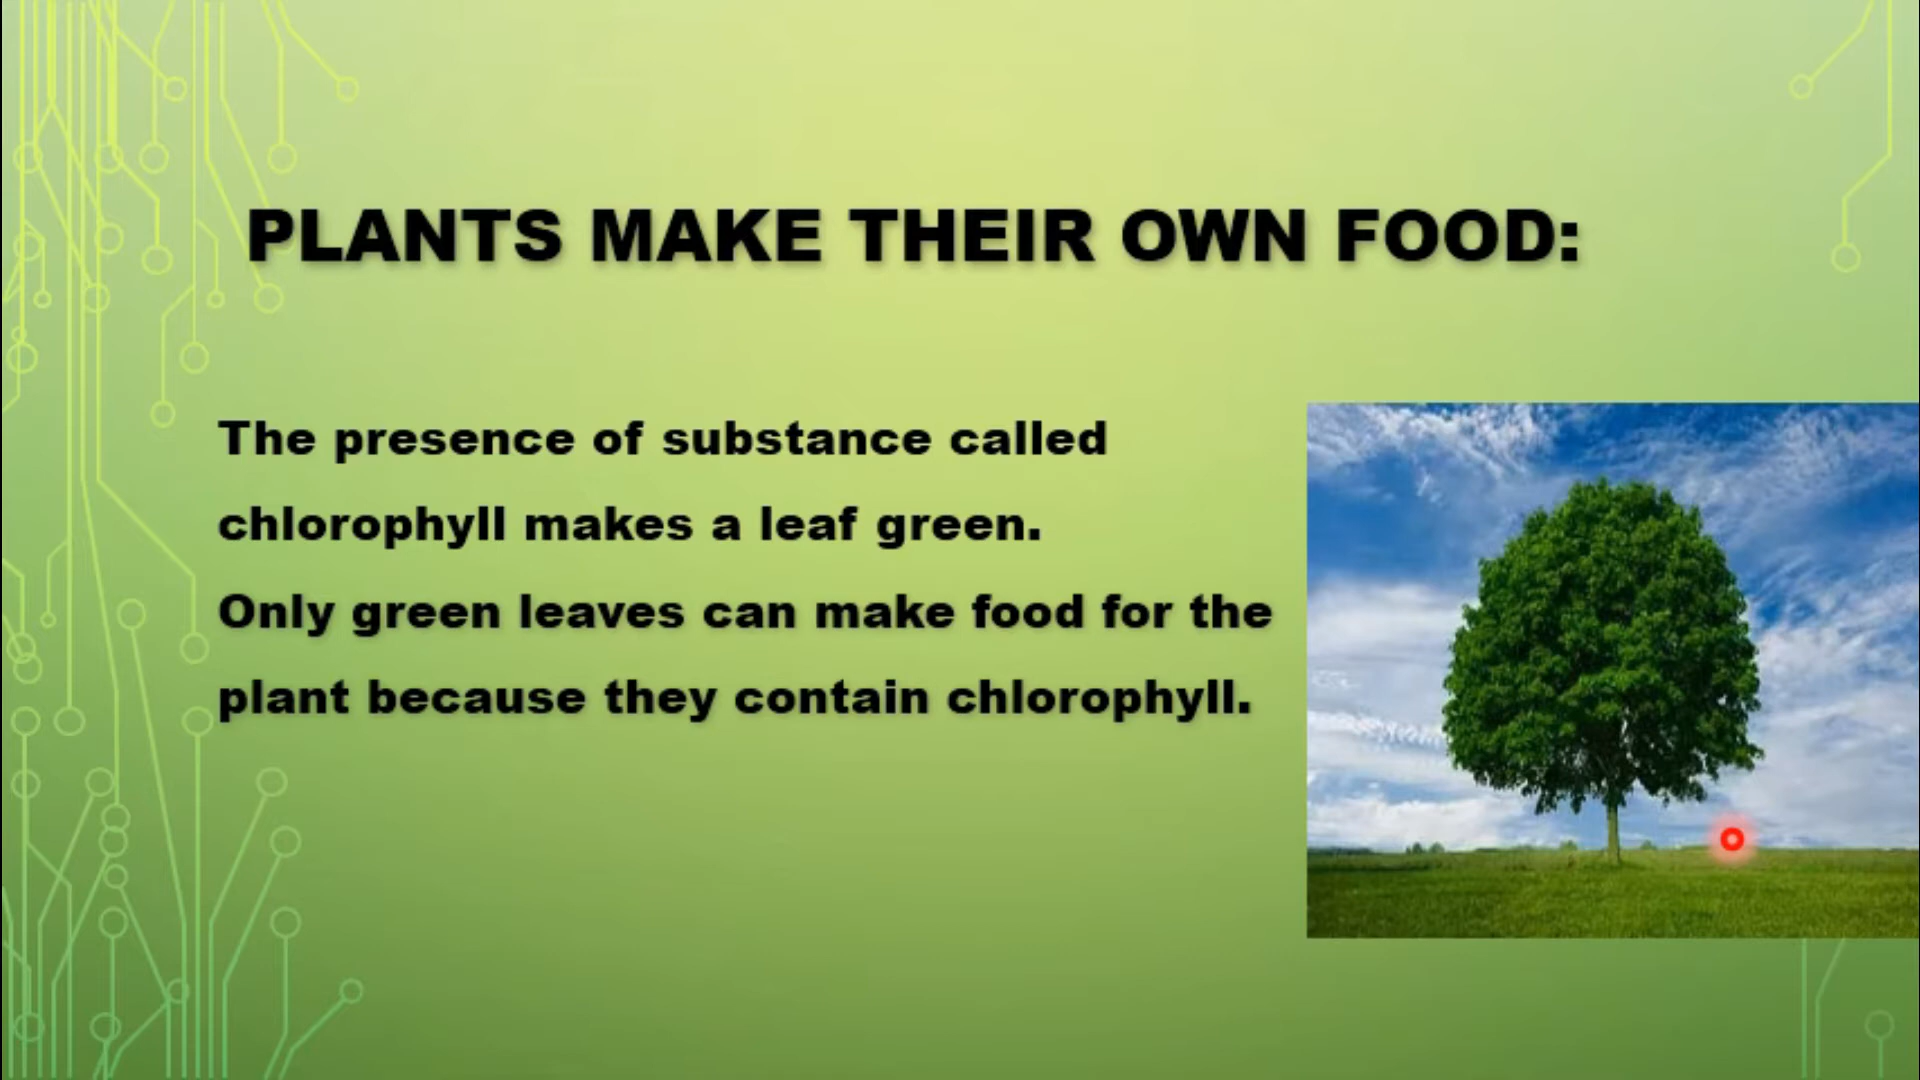 PLANTS MAKE THEIR OWN FOOD:
The presence of substance called
chlorophyll makes a leaf green.
Only green leaves can make food for the
plant because they contain chlorophyll.